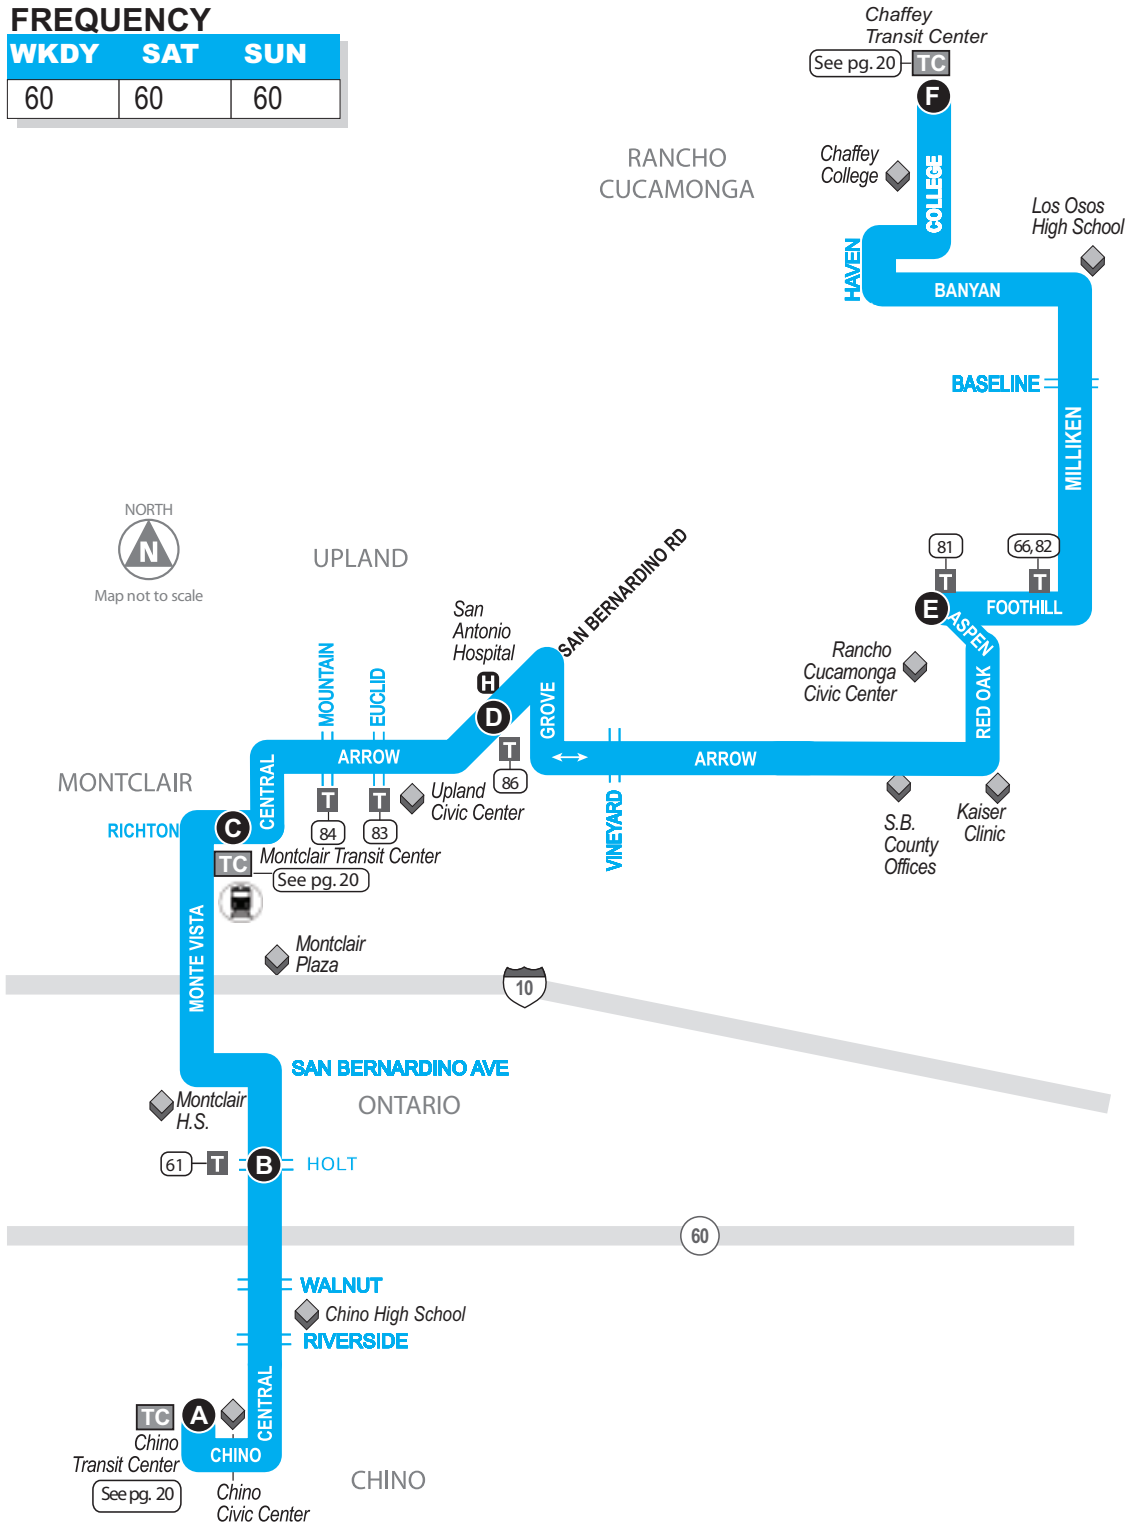 FREQUENCY
WKDY SAT SUN
60 60 60
Chaffey
Transit Center
See pg. 20
TC
F
RANCHO
CUCAMONGA
Chaffey
College
COLLEGE
Los Osos
High School
HAVEN
BANYAN
BASELINE
MILLIKEN
NORTH
N
Map not to scale
UPLAND
SAN BERNARDINO RD
81
66, 82
T
T
E
FOOTHILL
ASPEN
San
Antonio
Hospital
H
D
Rancho
Cucamonga
Civic Center
RED OAK
MOUNTAIN
EUCLID
GROVE
ARROW
ARROW
T
86
MONTCLAIR
CENTRAL
T
84
T
83
Upland
Civic Center
VINEYARD
S.B.
County
Offices
Kaiser
Clinic
RICHTON
C
TC
Montclair Transit Center
See pg. 20
MONTE VISTA
Montclair
Plaza
10
SAN BERNARDINO AVE
Montclair
H.S.
ONTARIO
61
T
B
HOLT
60
WALNUT
Chino High School
RIVERSIDE
CENTRAL
TC
A
Chino
Transit Center
See pg. 20
CHINO
Chino
Civic Center
CHINO